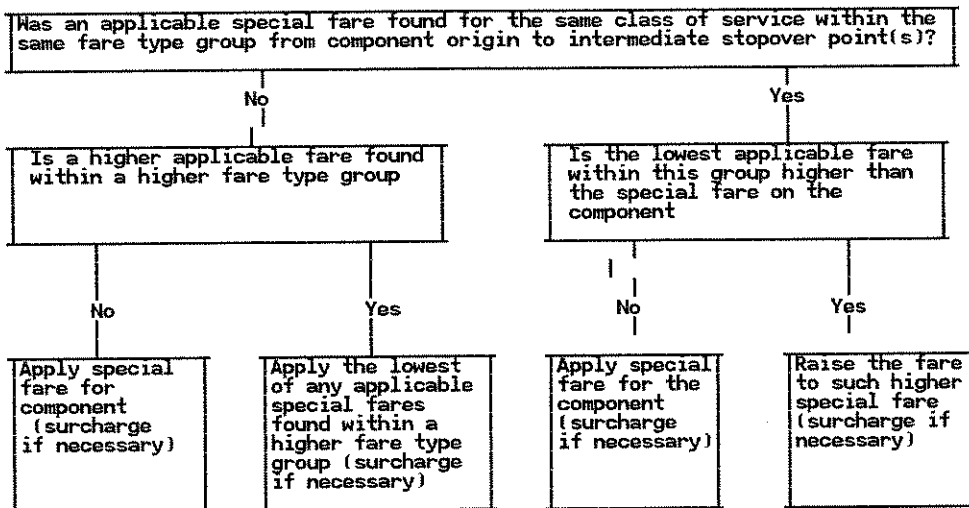 Was an applicable special fare found for the same class of service within the
same fare type group from component origin to intermediate stopover point(s)?
No
Yes
Is a higher applicable fare found
within a higher fare type group
Is the lowest applicable fare
within this group higher than
the special fare on the
component
No
Yes
No
Yes
Apply special
fare for
component
(surcharge
if necessary)
Apply the lowest
of any applicable
special fares
found within a
higher fare type
group (surcharge
if necessary)
Apply special
fare for the
component
(surcharge
if necessary)
Raise the fare
to such higher
special fare
(surcharge if
necessary)